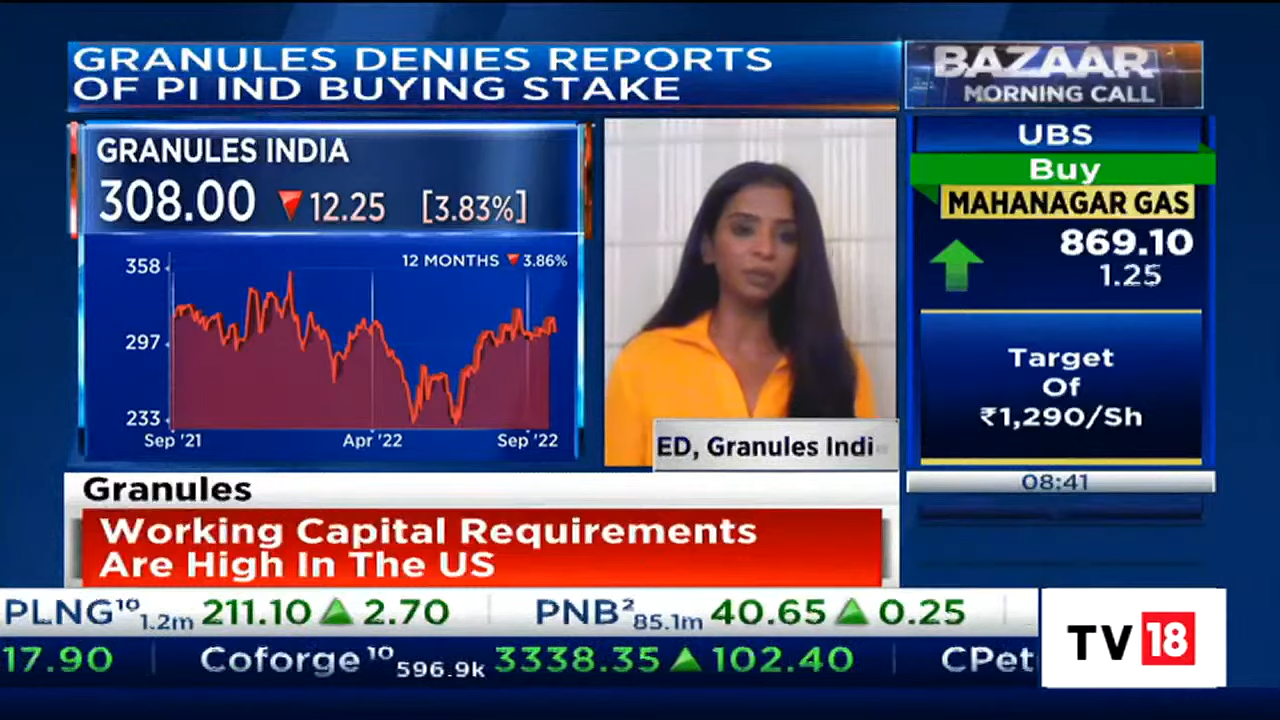 GRANULES DENIES REPORTS
OF PI IND BUYING STAKE
BAZAAR
MORNING CALL
GRANULES INDIA
308.00 ▼ 12.25 [3.83%]
12 MONTHS ▼ 3.86%
358
297
233
Sep '21 Apr '22 Sep '22
ED, Granules Indi
UBS
Buy
MAHANAGAR GAS
869.10
1.25
Target
Of
₹1,290/Sh
08:41
Granules
Working Capital Requirements
Are High In The US
PLNG¹⁰ 1.2m 211.10 ▲ 2.70 PNB² 85.1m 40.65 ▲ 0.25
17.90 Coforge¹⁰ 596.9k 3338.35 ▲ 102.40 CPet
TV18